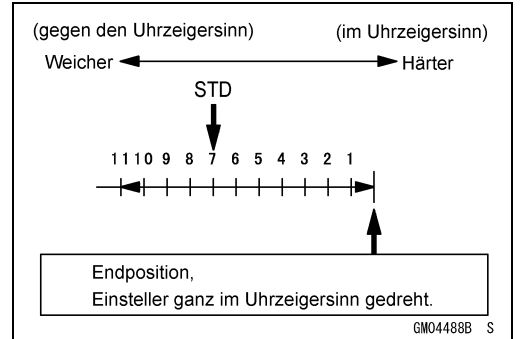 (gegen den Uhrzeigersinn) (im Uhrzeigersinn)
Weicher Härter
STD
11 10 9 8 7 6 5 4 3 2 1
Endposition,
Einsteller ganz im Uhrzeigersinn gedreht.
GM04488B S